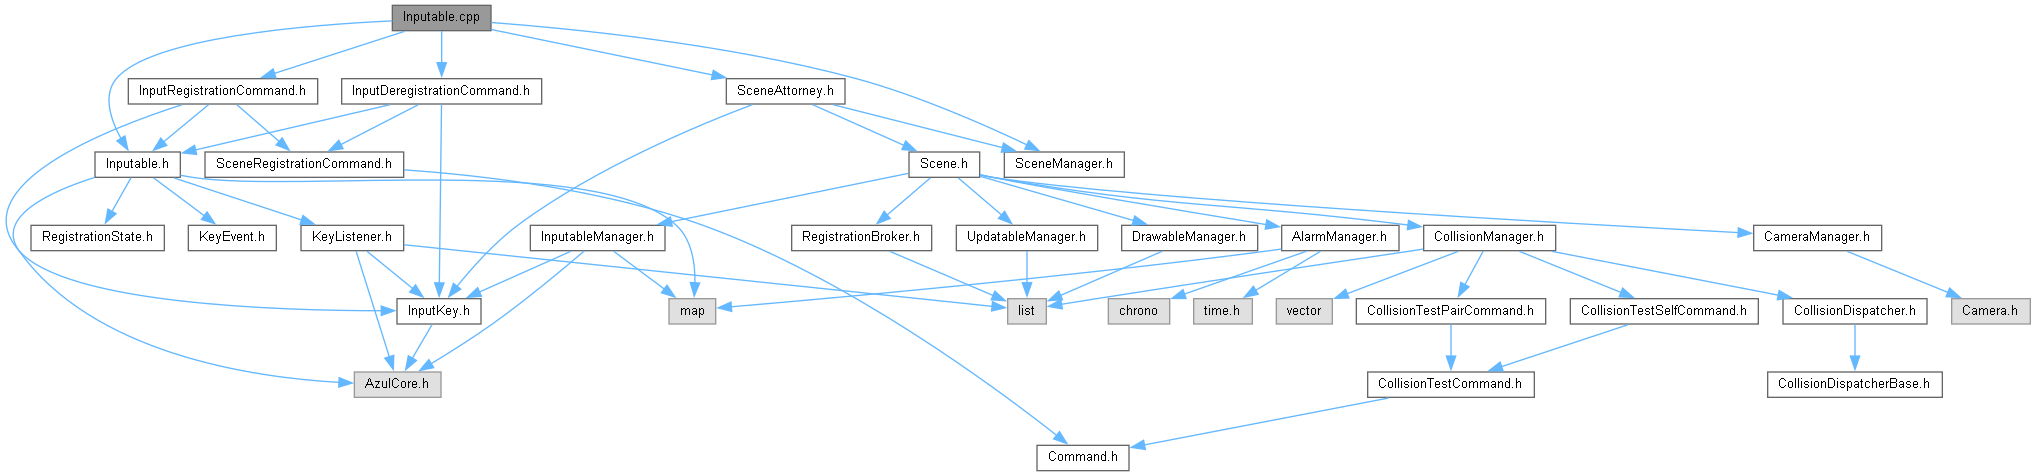 Inputable.cpp
InputRegistrationCommand.h
InputDeregistrationCommand.h
SceneAttorney.h
Inputable.h
SceneRegistrationCommand.h
Scene.h
SceneManager.h
RegistrationState.h
KeyEvent.h
KeyListener.h
InputableManager.h
RegistrationBroker.h
UpdatableManager.h
DrawableManager.h
AlarmManager.h
CollisionManager.h
CameraManager.h
InputKey.h
map
list
chrono
time.h
vector
CollisionTestPairCommand.h
CollisionTestSelfCommand.h
CollisionDispatcher.h
Camera.h
AzulCore.h
CollisionTestCommand.h
CollisionDispatcherBase.h
Command.h